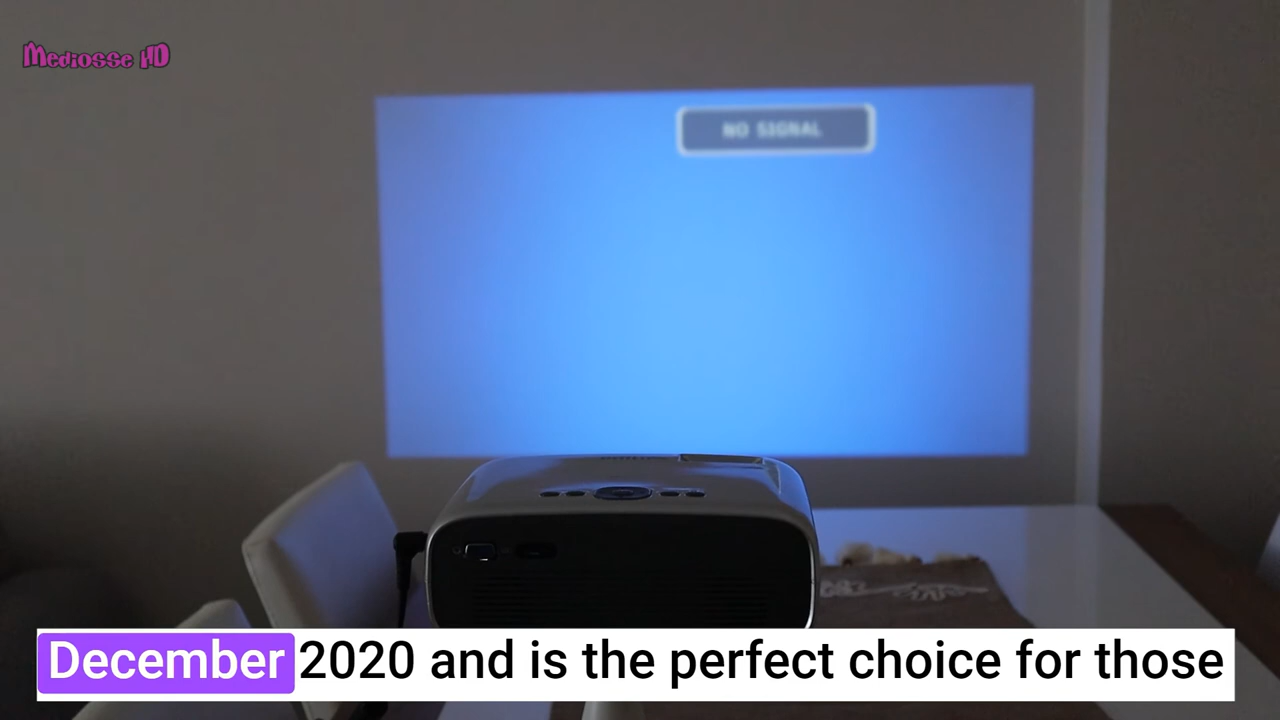 Mediosse HD
NO SIGNAL
December 2020 and is the perfect choice for those